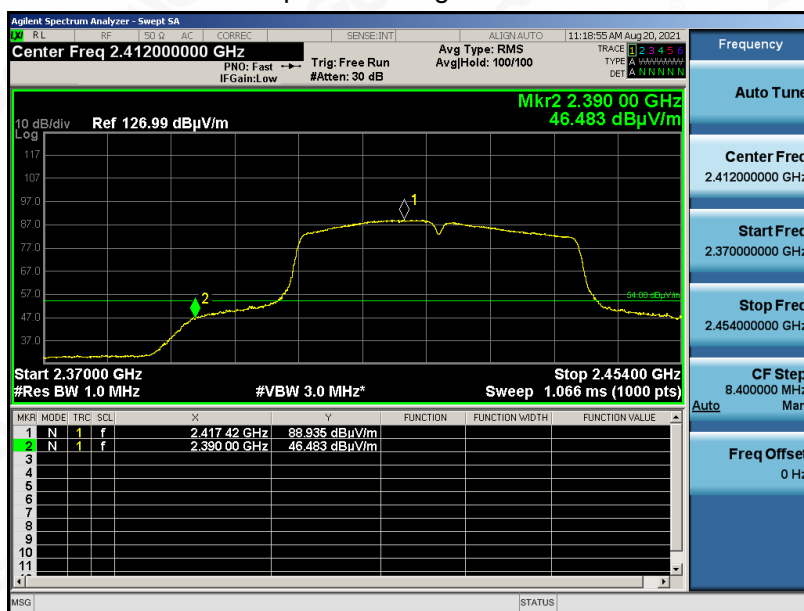 Agilent Spectrum Analyzer - Swept SA
LXI RL RF 50 Ω AC CORREC SENSE:INT ALIGN AUTO 11:18:55 AM Aug 20, 2021
Center Freq 2.412000000 GHz
PNO: Fast
IFGain:Low
Trig: Free Run
#Atten: 30 dB
Avg Type: RMS
Avg|Hold: 100/100
TRACE 1 2 3 4 5 6
TYPE A WWWWW
DET A N N N N N
Mkr2 2.390 00 GHz
46.483 dBµV/m
10 dB/div Ref 126.99 dBµV/m
Log
117
107
97.0
87.0
77.0
67.0
57.0
47.0
37.0
1
2
54.00 dBµV/m
Start 2.37000 GHz Stop 2.45400 GHz
#Res BW 1.0 MHz #VBW 3.0 MHz* Sweep 1.066 ms (1000 pts)
MKR MODE TRC SCL X Y FUNCTION FUNCTION WIDTH FUNCTION VALUE
1 N 1 f 2.417 42 GHz 88.935 dBµV/m
2 N 1 f 2.390 00 GHz 46.483 dBµV/m
3
4
5
6
7
8
9
10
11
MSG STATUS
Frequency
Auto Tune
Center Freq
2.412000000 GHz
Start Freq
2.370000000 GHz
Stop Freq
2.454000000 GHz
CF Step
8.400000 MHz
Auto Man
Freq Offset
0 Hz